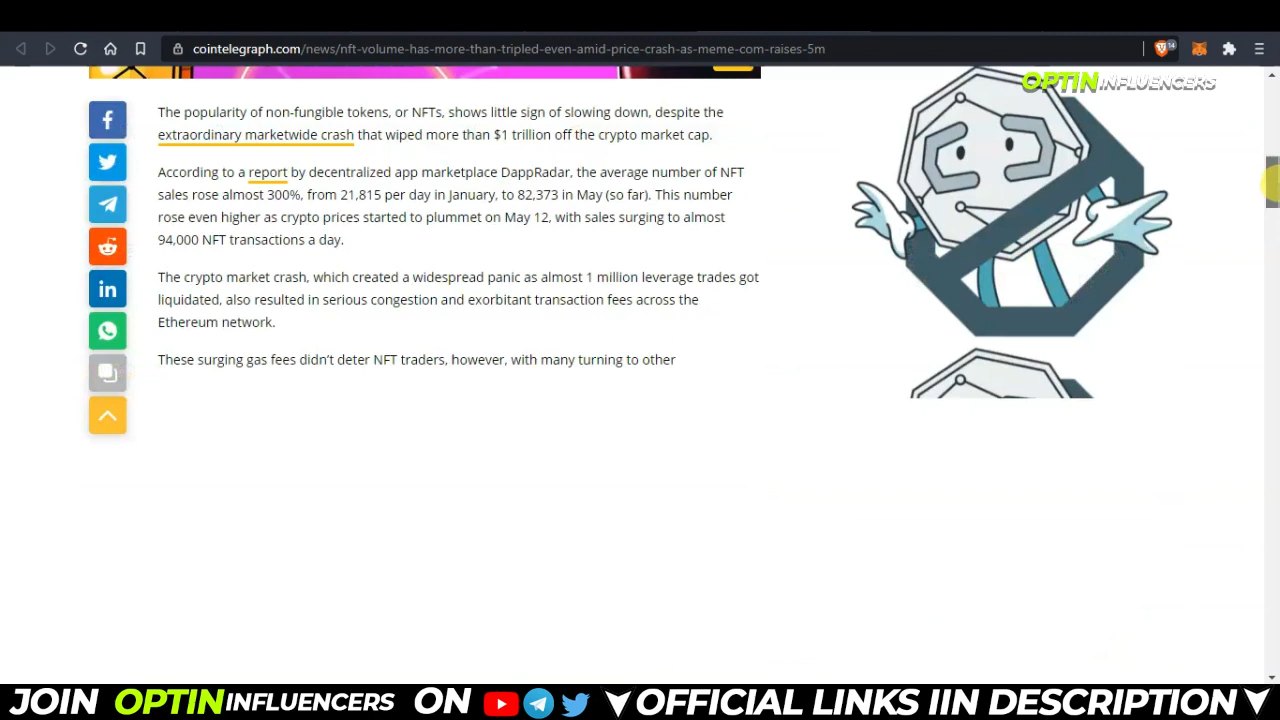 cointelegraph.com/news/nft-volume-has-more-than-tripled-even-amid-price-crash-as-meme-com-raises-5m
14
OPTININFLUENCERS
The popularity of non-fungible tokens, or NFTs, shows little sign of slowing down, despite the
extraordinary marketwide crash that wiped more than $1 trillion off the crypto market cap.
According to a report by decentralized app marketplace DappRadar, the average number of NFT
sales rose almost 300%, from 21,815 per day in January, to 82,373 in May (so far). This number
rose even higher as crypto prices started to plummet on May 12, with sales surging to almost
94,000 NFT transactions a day.
The crypto market crash, which created a widespread panic as almost 1 million leverage trades got
liquidated, also resulted in serious congestion and exorbitant transaction fees across the
Ethereum network.
These surging gas fees didn’t deter NFT traders, however, with many turning to other
JOIN OPTININFLUENCERS ON OFFICIAL LINKS IIN DESCRIPTION